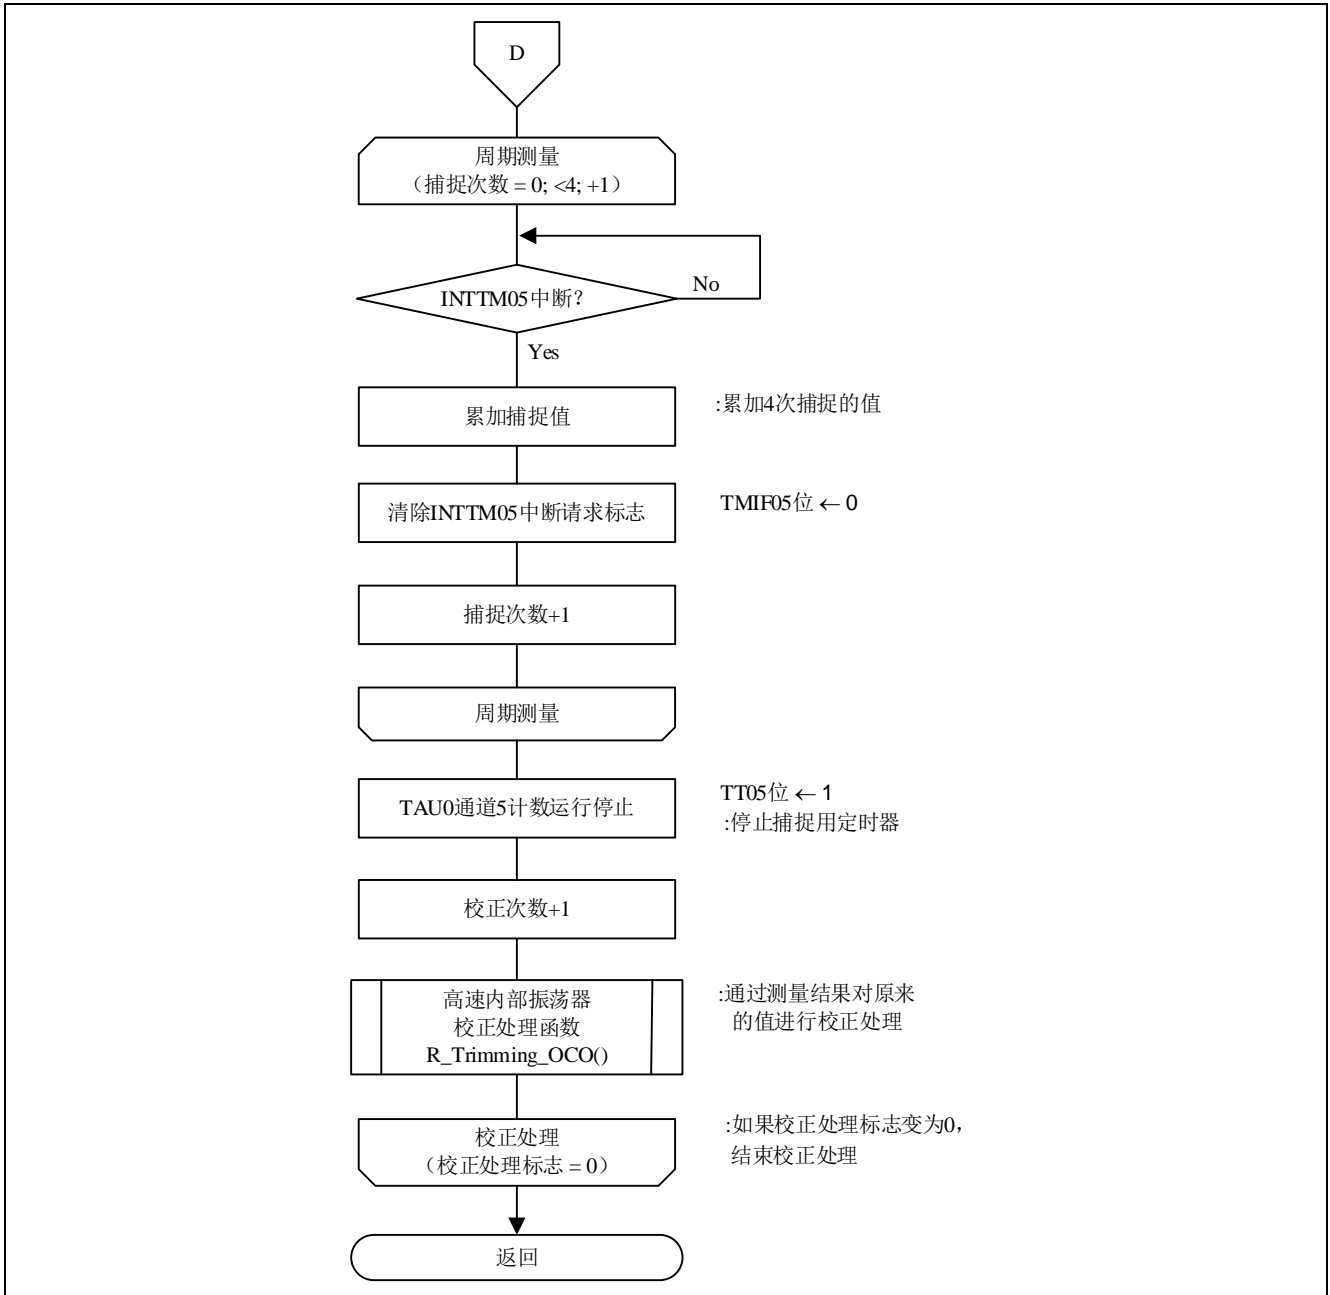 D
周期测量
（捕捉次数 = 0; <4; +1）
No
INTTM05中断?
Yes
累加捕捉值
:累加4次捕捉的值
清除INTTM05中断请求标志
TMIF05位 ← 0
捕捉次数+1
周期测量
TAU0通道5计数运行停止
TT05位 ← 1
:停止捕捉用定时器
校正次数+1
高速内部振荡器
校正处理函数
R_Trimming_OCO()
:通过测量结果对原来
的值进行校正处理
校正处理
（校正处理标志 = 0）
:如果校正处理标志变为0，
结束校正处理
返回